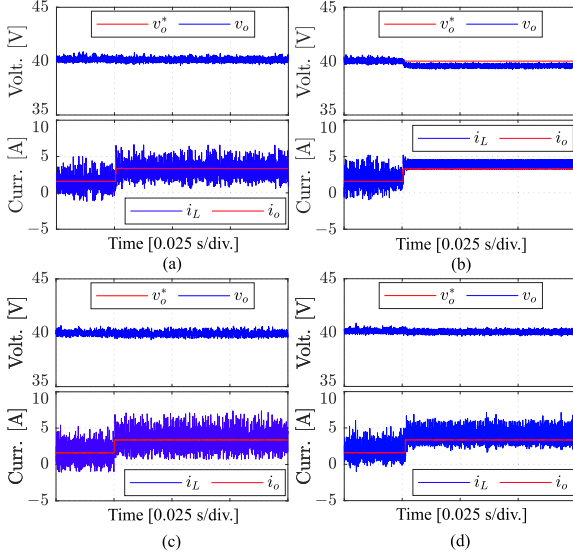 45
40
35
Volt. [V]
v_o^* v_o
10
5
0
−5
Curr. [A]
i_L i_o
Time [0.025 s/div.]
(a)
45
40
35
Volt. [V]
v_o^* v_o
10
5
0
−5
Curr. [A]
i_L
i_o
Time [0.025 s/div.]
(b)
45
40
35
Volt. [V]
v_o^* v_o
10
5
0
−5
Curr. [A]
i_L i_o
Time [0.025 s/div.]
(c)
45
40
35
Volt. [V]
v_o^* v_o
10
5
0
−5
Curr. [A]
i_L i_o
Time [0.025 s/div.]
(d)